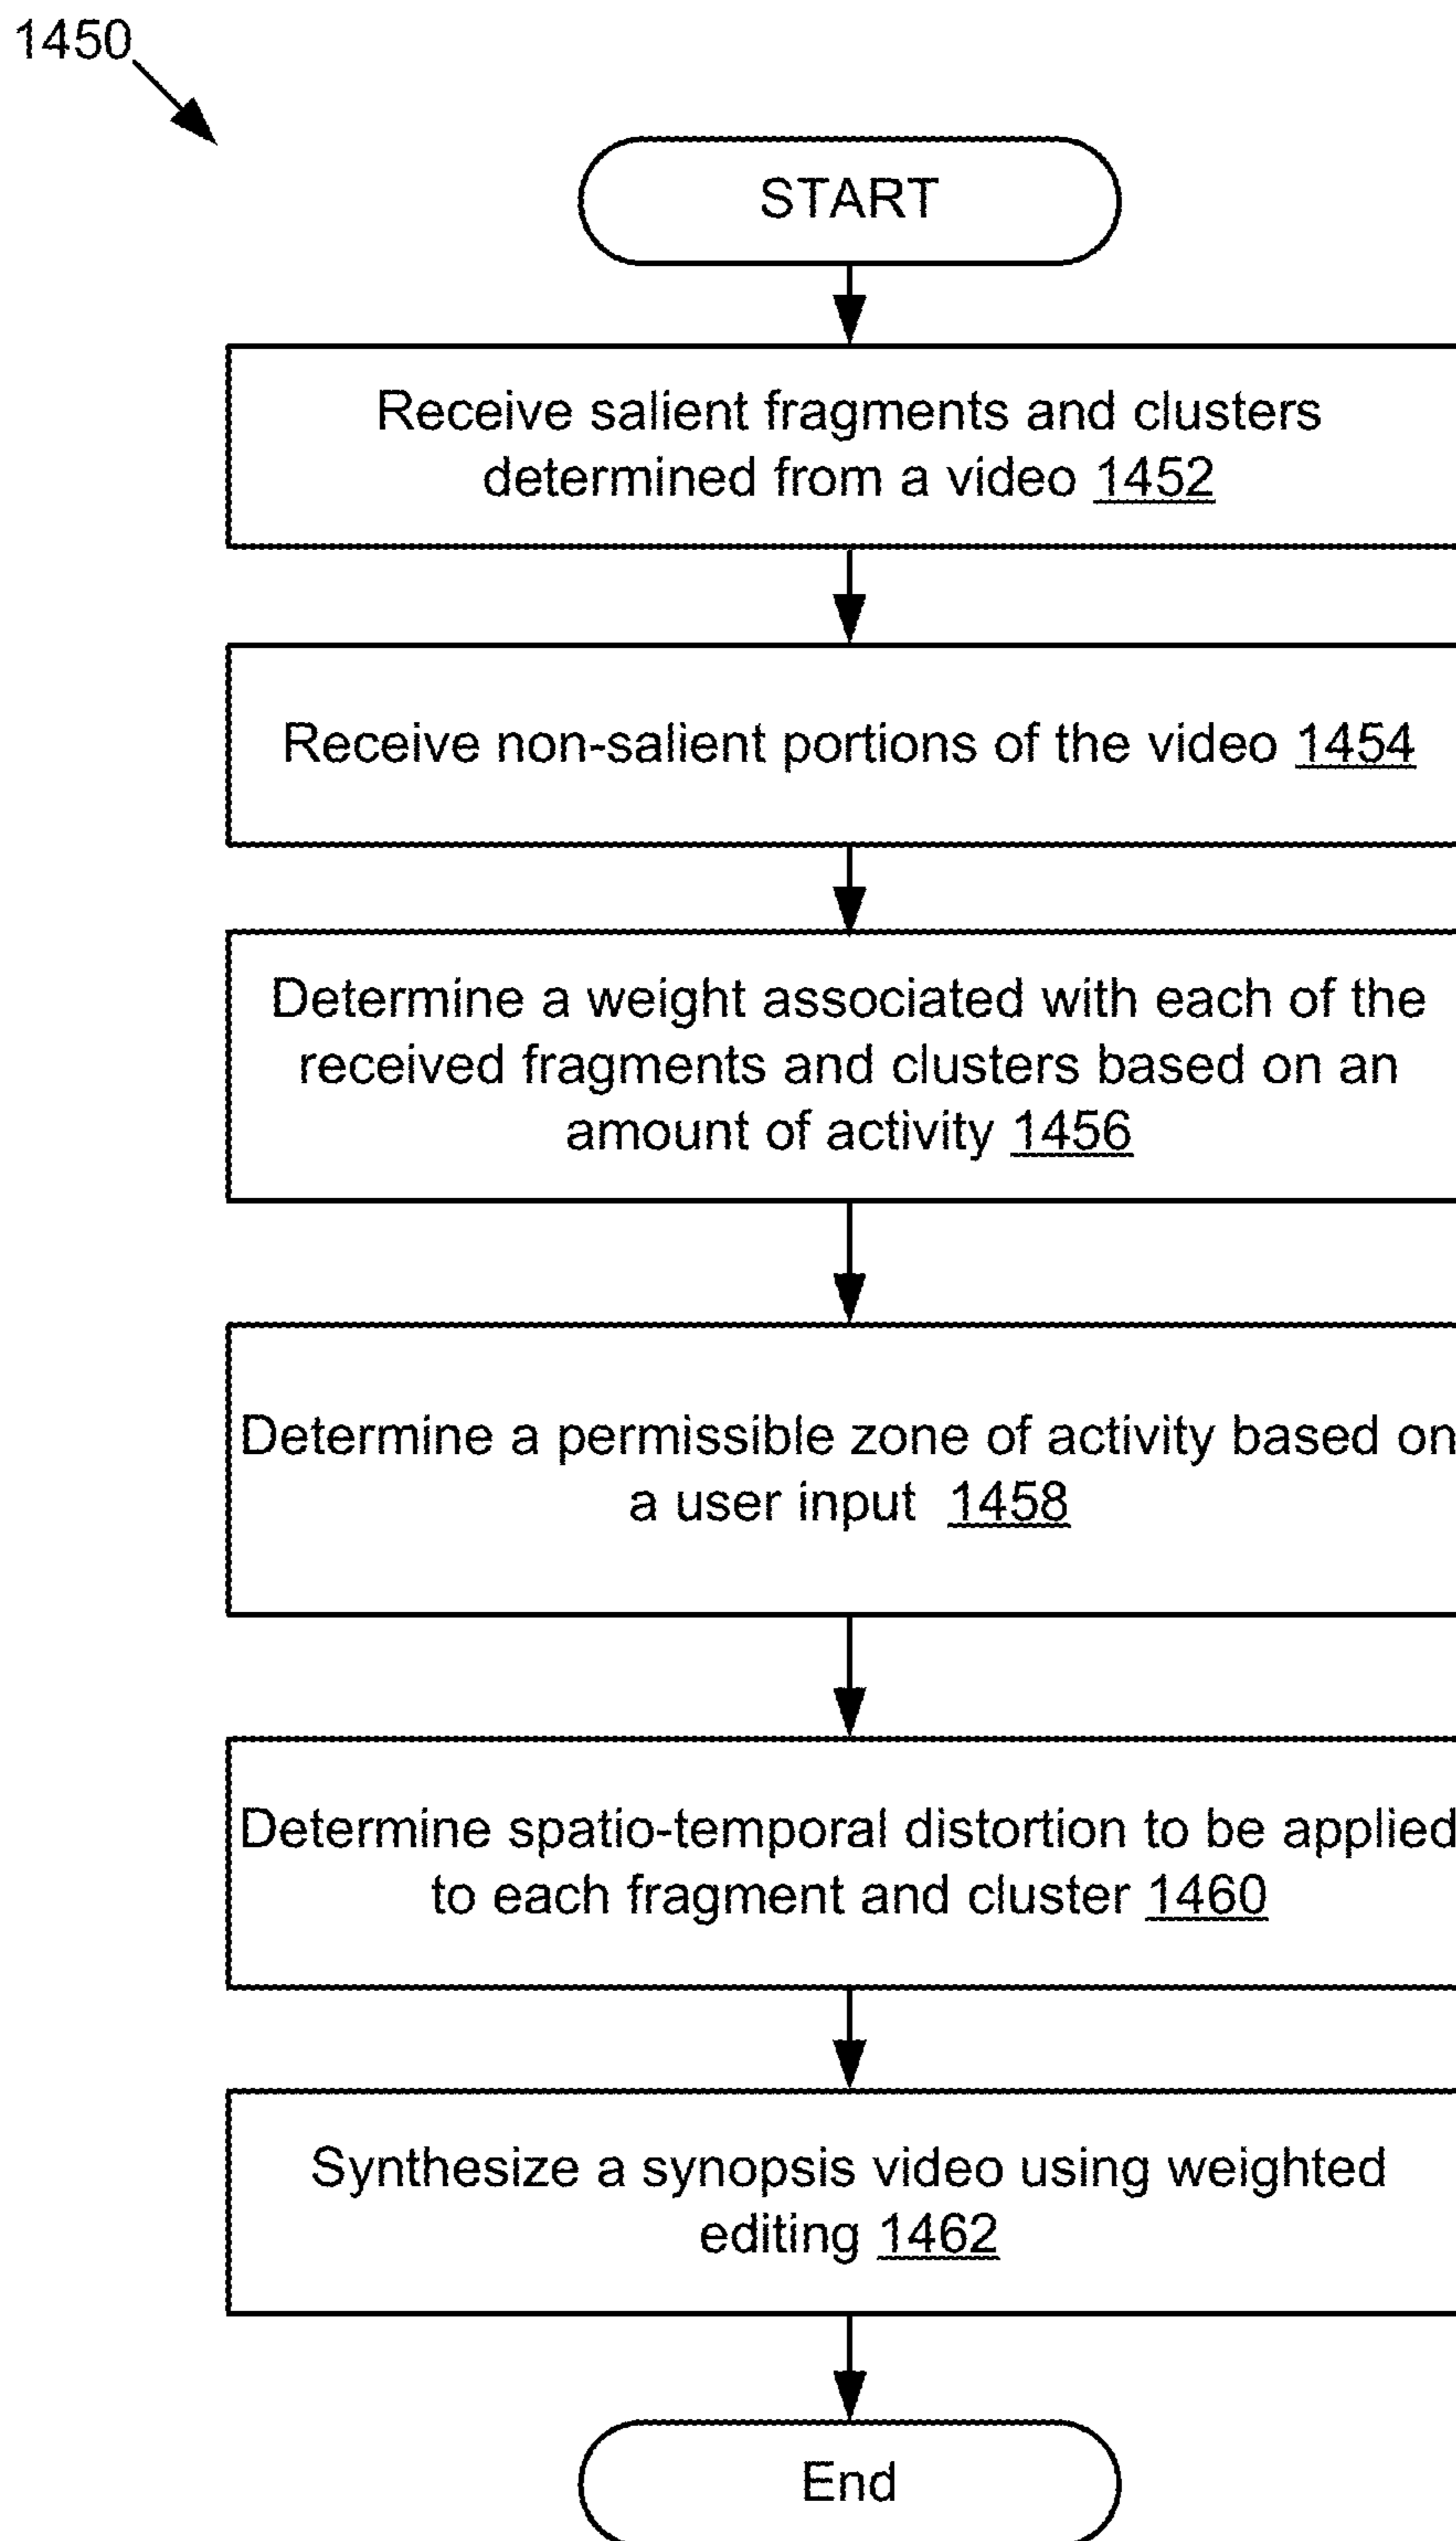 1450
START
Receive salient fragments and clusters
determined from a video 1452
Receive non-salient portions of the video 1454
Determine a weight associated with each of the
received fragments and clusters based on an
amount of activity 1456
Determine a permissible zone of activity based on
a user input 1458
Determine spatio-temporal distortion to be applied
to each fragment and cluster 1460
Synthesize a synopsis video using weighted
editing 1462
End